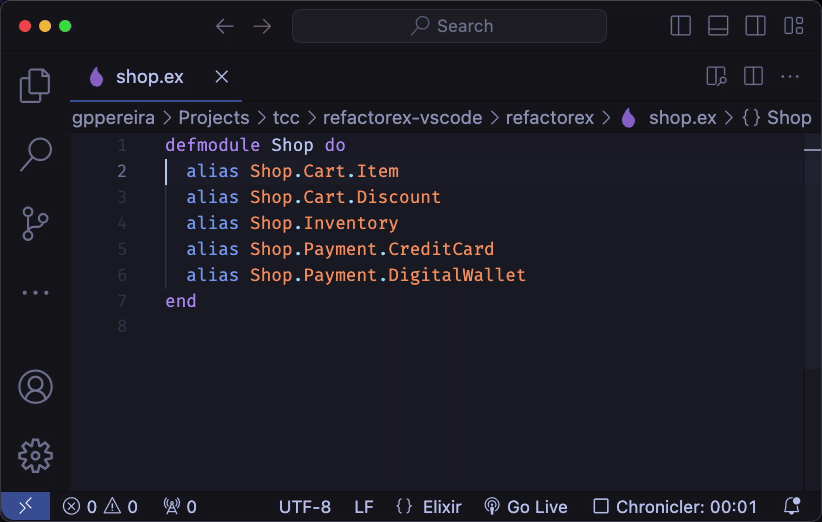 Search
shop.ex
gppereira > Projects > tcc > refactorex-vscode > refactorex > shop.ex > {} Shop
1 defmodule Shop do
2 alias Shop.Cart.Item
3 alias Shop.Cart.Discount
4 alias Shop.Inventory
5 alias Shop.Payment.CreditCard
6 alias Shop.Payment.DigitalWallet
7 end
8
0 0 0 UTF-8 LF {} Elixir Go Live Chronicler: 00:01